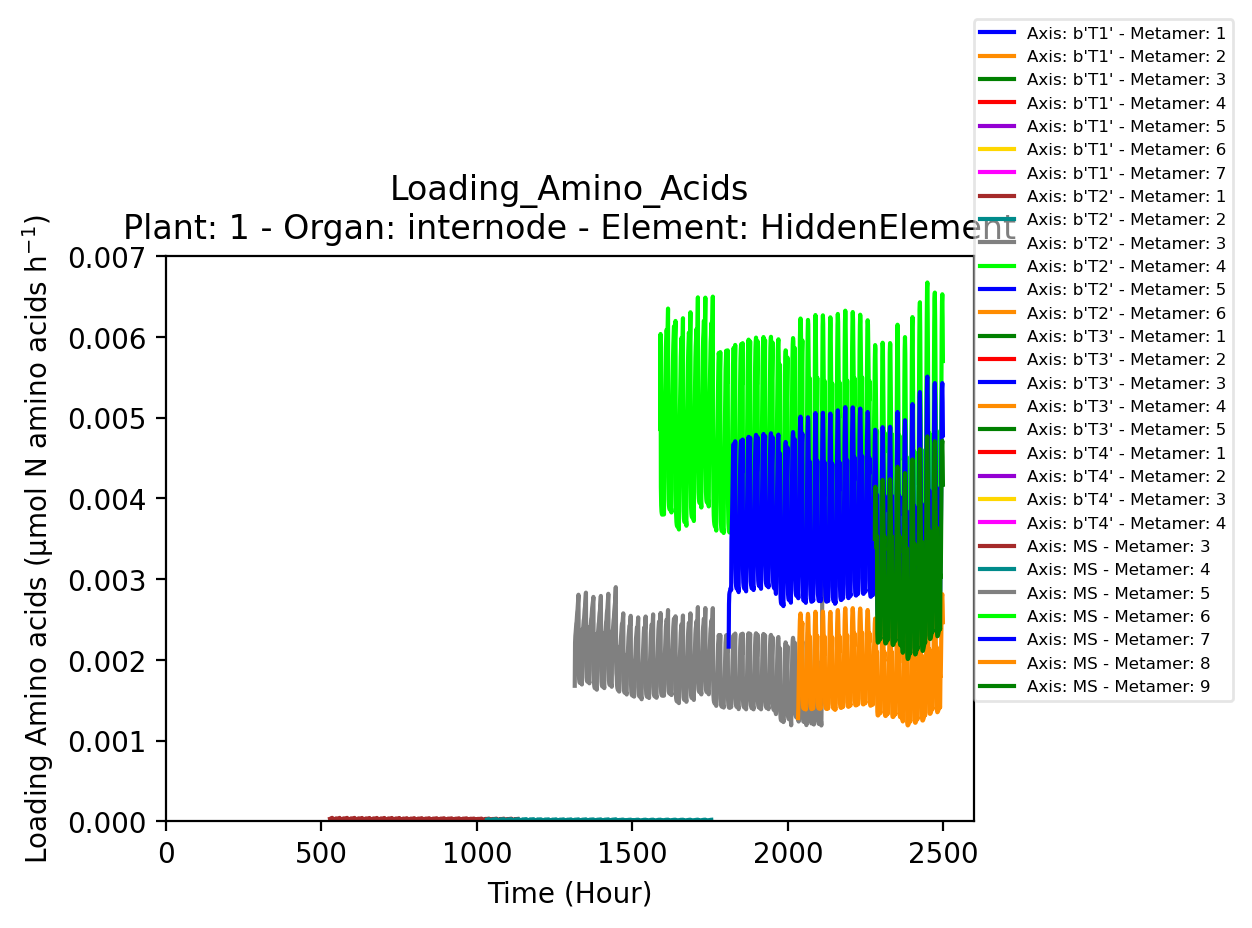 Loading_Amino_Acids
Plant: 1 - Organ: internode - Element: HiddenElement
Loading Amino acids (µmol N amino acids h⁻¹)
0.007
0.006
0.005
0.004
0.003
0.002
0.001
0.000
0 500 1000 1500 2000 2500
Time (Hour)
Axis: b'T1' - Metamer: 1
Axis: b'T1' - Metamer: 2
Axis: b'T1' - Metamer: 3
Axis: b'T1' - Metamer: 4
Axis: b'T1' - Metamer: 5
Axis: b'T1' - Metamer: 6
Axis: b'T1' - Metamer: 7
Axis: b'T2' - Metamer: 1
Axis: b'T2' - Metamer: 2
Axis: b'T2' - Metamer: 3
Axis: b'T2' - Metamer: 4
Axis: b'T2' - Metamer: 5
Axis: b'T2' - Metamer: 6
Axis: b'T3' - Metamer: 1
Axis: b'T3' - Metamer: 2
Axis: b'T3' - Metamer: 3
Axis: b'T3' - Metamer: 4
Axis: b'T3' - Metamer: 5
Axis: b'T4' - Metamer: 1
Axis: b'T4' - Metamer: 2
Axis: b'T4' - Metamer: 3
Axis: b'T4' - Metamer: 4
Axis: MS - Metamer: 3
Axis: MS - Metamer: 4
Axis: MS - Metamer: 5
Axis: MS - Metamer: 6
Axis: MS - Metamer: 7
Axis: MS - Metamer: 8
Axis: MS - Metamer: 9